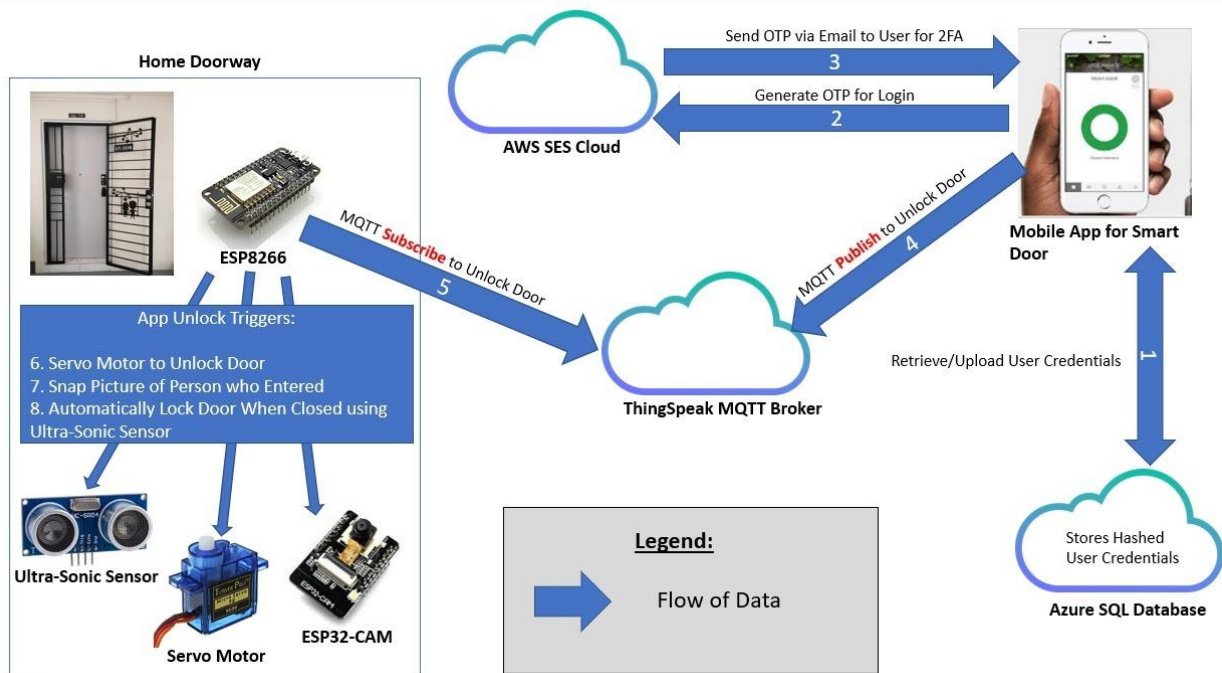 Send OTP via Email to User for 2FA
3
Generate OTP for Login
2
AWS SES Cloud
Home Doorway
ESP8266
MQTT Subscribe to Unlock Door
5
MQTT Publish to Unlock Door
4
Mobile App for Smart
Door
App Unlock Triggers:
6. Servo Motor to Unlock Door
7. Snap Picture of Person who Entered
8. Automatically Lock Door When Closed using
Ultra-Sonic Sensor
ThingSpeak MQTT Broker
Retrieve/Upload User Credentials
1
Ultra-Sonic Sensor
Tower Pro
Servo Motor
ESP32-CAM
ESP32-CAM
Legend:
Flow of Data
Stores Hashed
User Credentials
Azure SQL Database